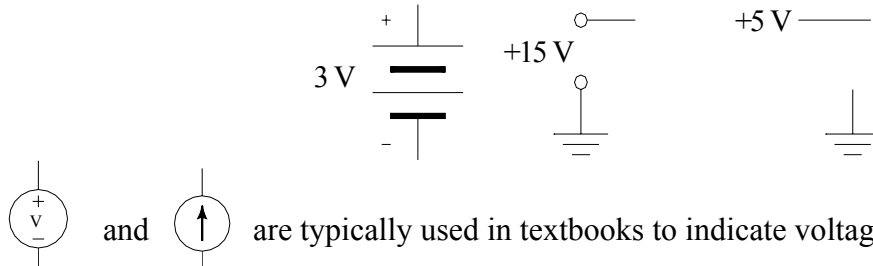 +
3 V
−
+15 V
+5 V
+
V
−
and
are typically used in textbooks to indicate voltag